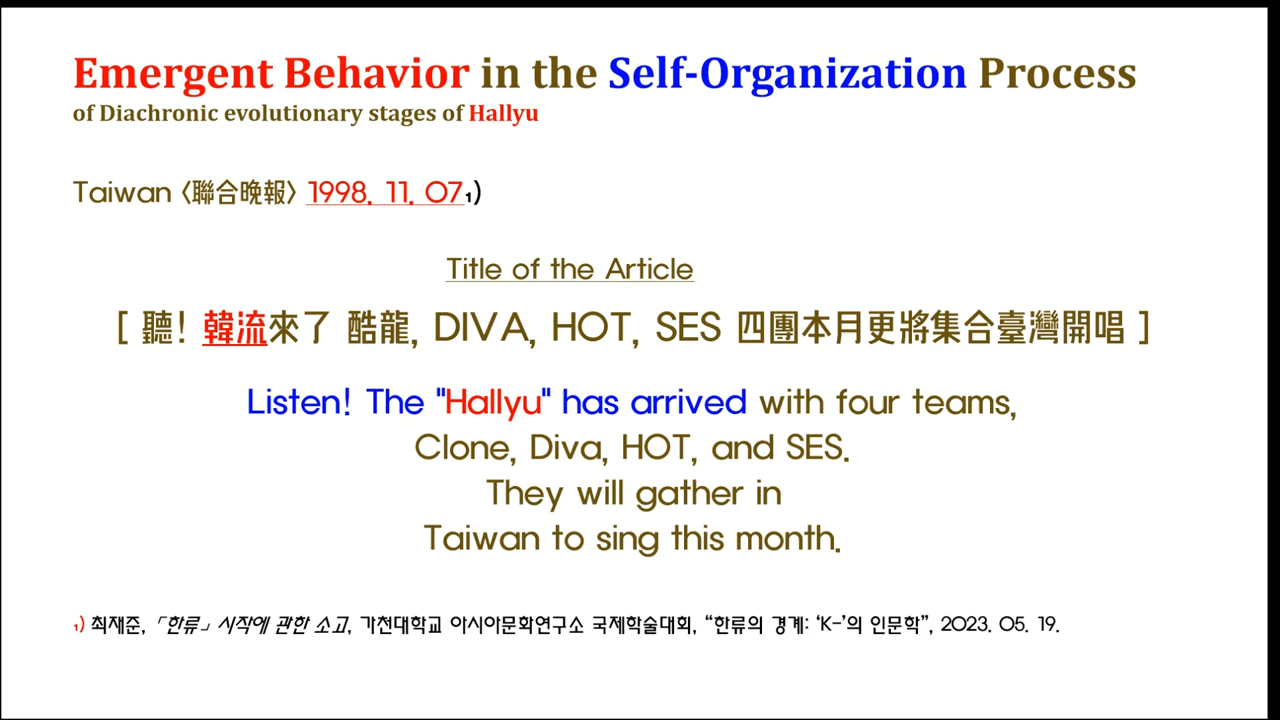 Emergent Behavior in the Self-Organization Process
of Diachronic evolutionary stages of Hallyu
Taiwan 〈聯合晩報〉 1998. 11. 07₁)
Title of the Article
[ 聽! 韓流來了 酷龍, DIVA, HOT, SES 四團本月更將集合臺灣開唱 ]
Listen! The "Hallyu" has arrived with four teams,
Clone, Diva, HOT, and SES.
They will gather in
Taiwan to sing this month.
₁) 최재준, 「한류」 시작에 관한 소고, 가천대학교 아시아문화연구소 국제학술대회, “한류의 경계: ‘K-’의 인문학”, 2023. 05. 19.